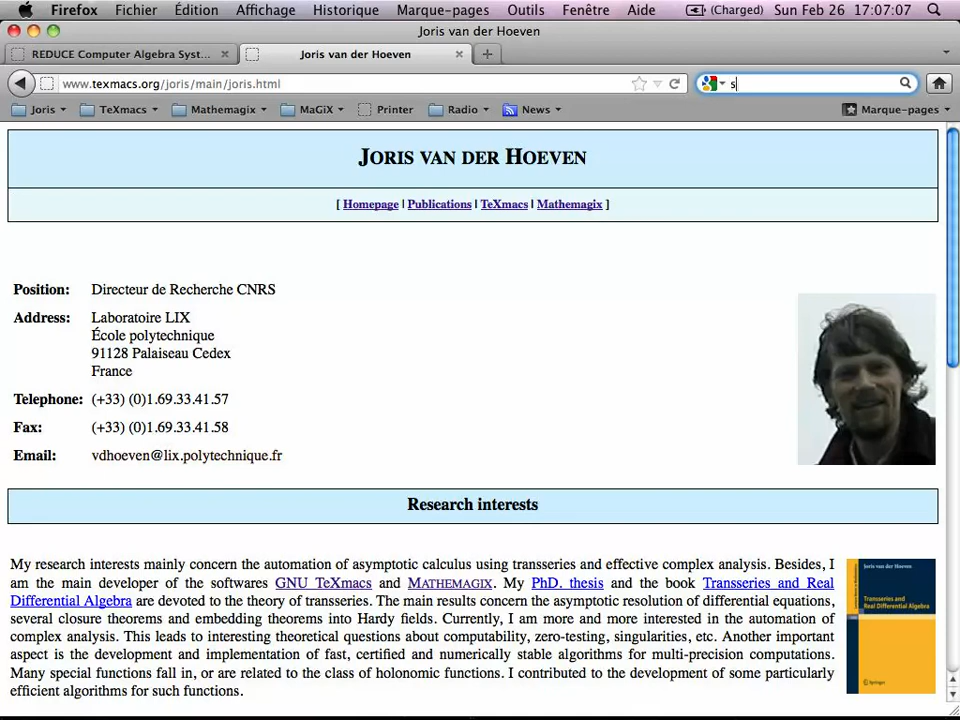 Firefox Fichier Édition Affichage Historique Marque-pages Outils Fenêtre Aide (Charged) Sun Feb 26 17:07:07
Joris van der Hoeven
REDUCE Computer Algebra Syst... Joris van der Hoeven
www.texmacs.org/joris/main/joris.html s
Joris TeXmacs Mathemagix MaGiX Printer Radio News Marque-pages
JORIS VAN DER HOEVEN
[ Homepage | Publications | TeXmacs | Mathemagix ]
Position: Directeur de Recherche CNRS
Address: Laboratoire LIX
École polytechnique
91128 Palaiseau Cedex
France
Telephone: (+33) (0)1.69.33.41.57
Fax: (+33) (0)1.69.33.41.58
Email: vdhoeven@lix.polytechnique.fr
Research interests
My research interests mainly concern the automation of asymptotic calculus using transseries and effective complex analysis. Besides, I
am the main developer of the softwares GNU TeXmacs and MATHEMAGIX. My PhD. thesis and the book Transseries and Real
Differential Algebra are devoted to the theory of transseries. The main results concern the asymptotic resolution of differential equations,
several closure theorems and embedding theorems into Hardy fields. Currently, I am more and more interested in the automation of
complex analysis. This leads to interesting theoretical questions about computability, zero-testing, singularities, etc. Another important
aspect is the development and implementation of fast, certified and numerically stable algorithms for multi-precision computations.
Many special functions fall in, or are related to the class of holonomic functions. I contributed to the development of some particularly
efficient algorithms for such functions.
Joris van der Hoeven
Transseries and
Real Differential Algebra
Springer